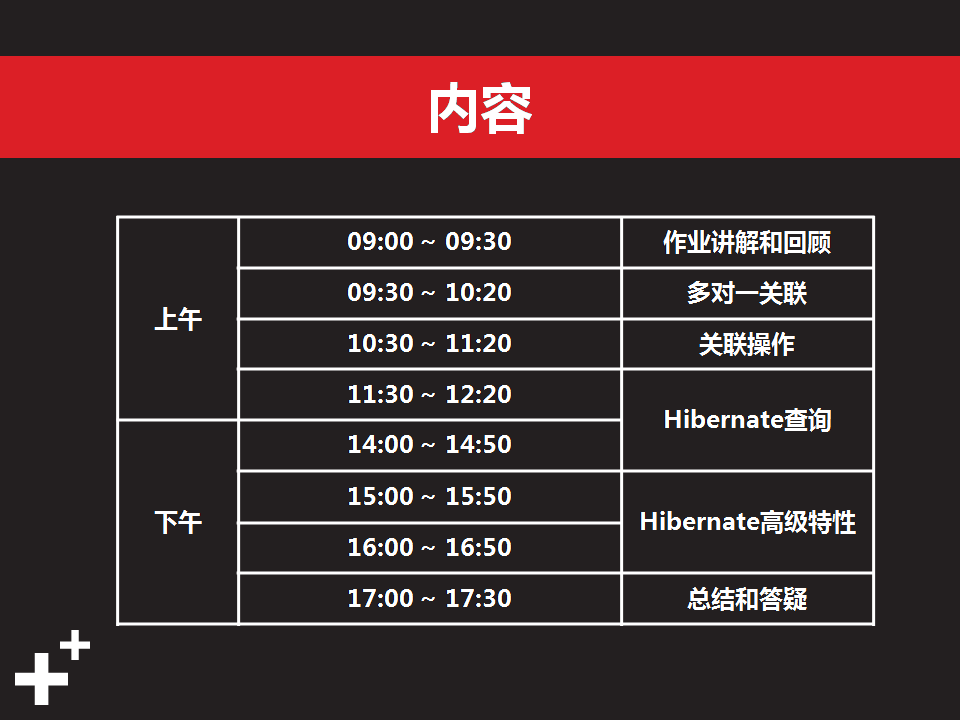 内容
上午
09:00 ~ 09:30
作业讲解和回顾
09:30 ~ 10:20
多对一关联
10:30 ~ 11:20
关联操作
11:30 ~ 12:20
Hibernate查询
下午
14:00 ~ 14:50
15:00 ~ 15:50
Hibernate高级特性
16:00 ~ 16:50
17:00 ~ 17:30
总结和答疑